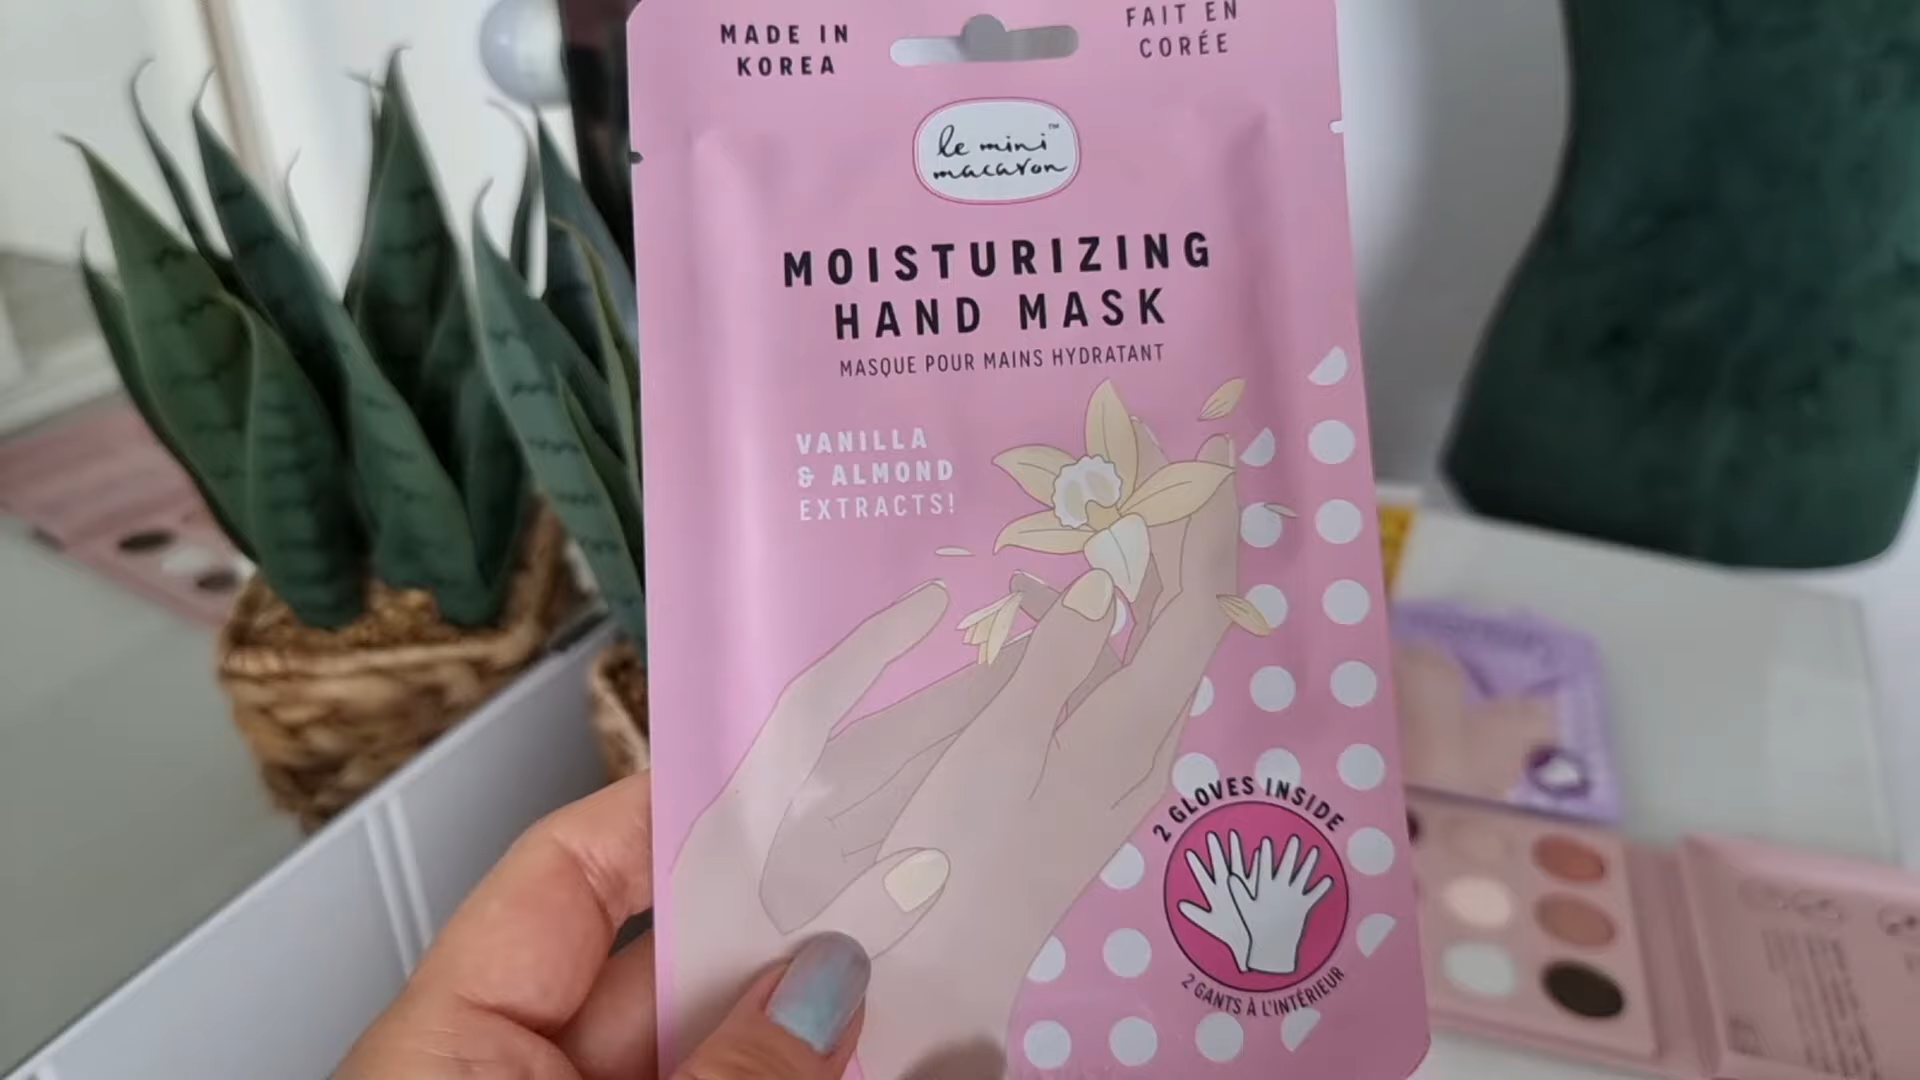 MADE IN
KOREA
FAIT EN
CORÉE
le mini™
macaron
MOISTURIZING
HAND MASK
MASQUE POUR MAINS HYDRATANT
VANILLA
& ALMOND
EXTRACTS!
2 GLOVES INSIDE
2 GANTS À L'INTÉRIEUR